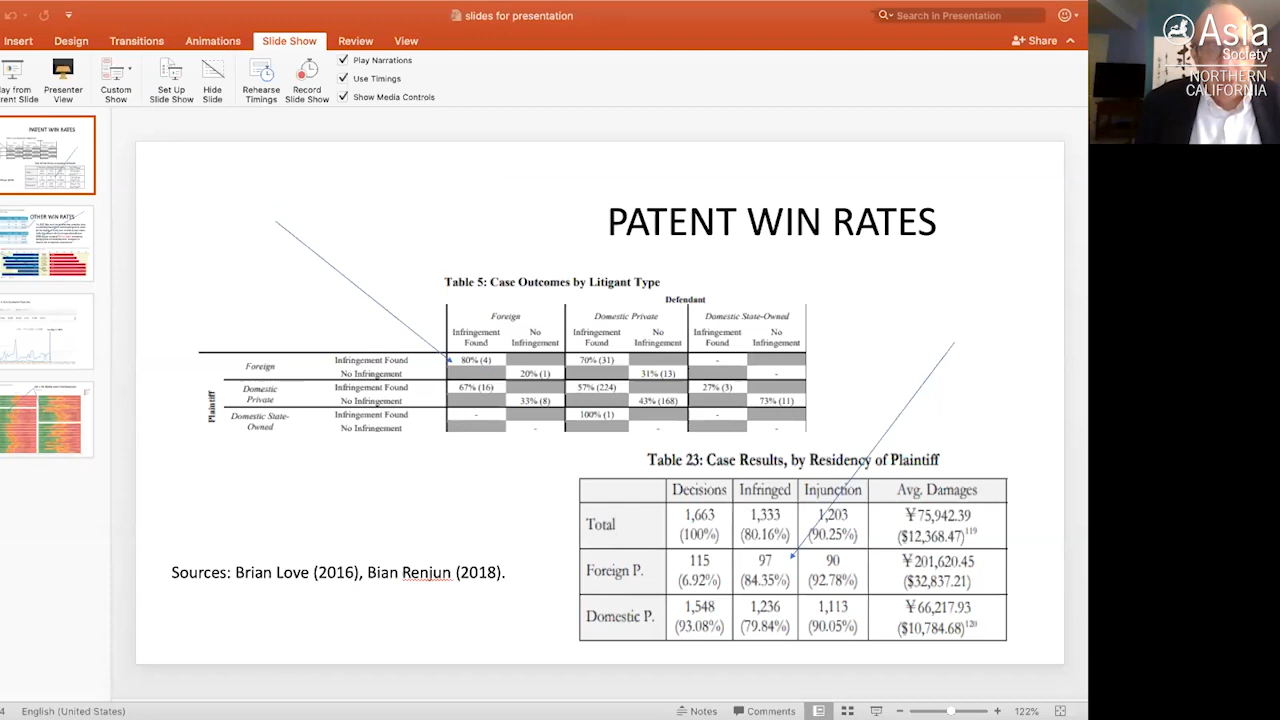 slides for presentation
Search in Presentation
Insert Design Transitions Animations Slide Show Review View
Share
Presenter View
Custom Show
Set Up Slide Show
Hide Slide
Rehearse Timings
Record Slide Show
Play Narrations
Use Timings
Show Media Controls
Asia
Society
NORTHERN
CALIFORNIA
PATENT WIN RATES
OTHER WIN RATES
PATENT WIN RATES
Table 5: Case Outcomes by Litigant Type
Defendant
Foreign Domestic Private Domestic State-Owned
Infringement Found No Infringement Infringement Found No Infringement Infringement Found No Infringement
Plaintiff
Foreign Infringement Found 80% (4) 70% (31) -
No Infringement 20% (1) 31% (13) -
Domestic Private Infringement Found 67% (16) 57% (224) 27% (3)
No Infringement 33% (8) 43% (168) 73% (11)
Domestic State-Owned Infringement Found - 100% (1) -
No Infringement - - -
Table 23: Case Results, by Residency of Plaintiff
Decisions Infringed Injunction Avg. Damages
Total 1,663 1,333 1,203 ¥75,942.39
(100%) (80.16%) (90.25%) ($12,368.47)119
Foreign P. 115 97 90 ¥201,620.45
(6.92%) (84.35%) (92.78%) ($32,837.21)
Domestic P. 1,548 1,236 1,113 ¥66,217.93
(93.08%) (79.84%) (90.05%) ($10,784.68)120
Sources: Brian Love (2016), Bian Renjun (2018).
English (United States)
Notes Comments 122%